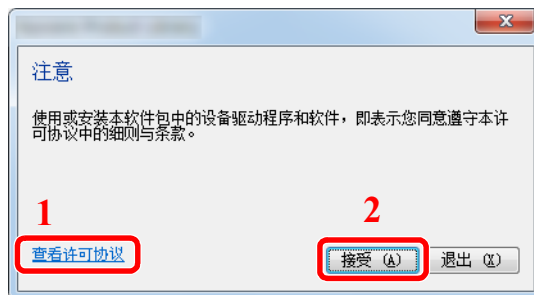 注意
使用或安装本软件包中的设备驱动程序和软件，即表示您同意遵守本许
可协议中的细则与条款。
1
2
查看许可协议
接受 (A)
退出 (X)